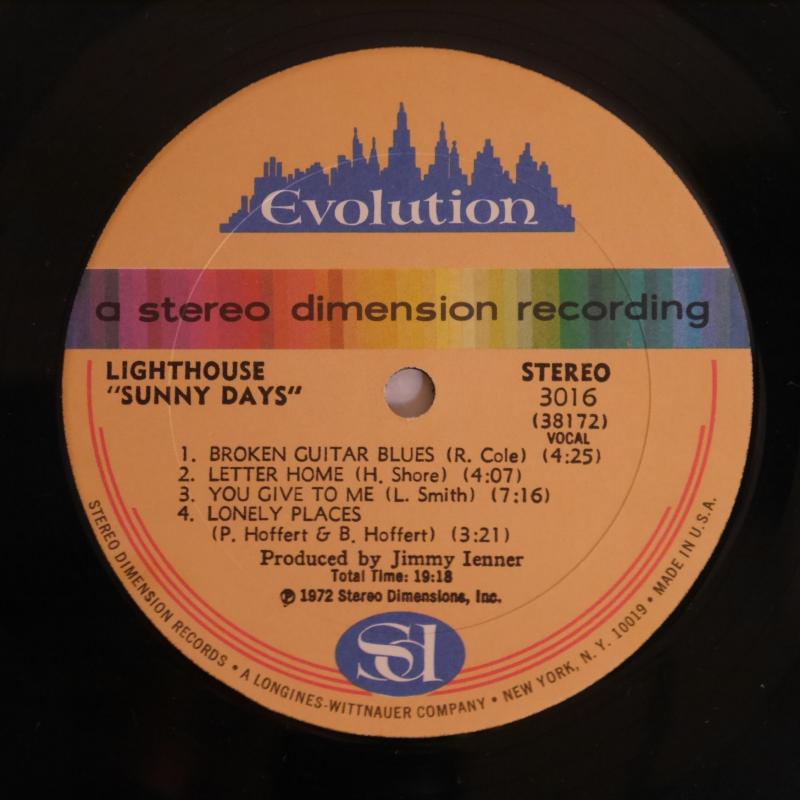 Evolution
a stereo dimension recording
LIGHTHOUSE
"SUNNY DAYS"
STEREO
3016
(38172)
VOCAL
1. BROKEN GUITAR BLUES (R. Cole) (4:25)
2. LETTER HOME (H. Shore) (4:07)
3. YOU GIVE TO ME (L. Smith) (7:16)
4. LONELY PLACES
(P. Hoffert & B. Hoffert) (3:21)
Produced by Jimmy Ienner
Total Time: 19:18
℗ 1972 Stereo Dimensions, Inc.
Sd
STEREO DIMENSION RECORDS • A LONGINES-WITTNAUER COMPANY • NEW YORK, N. Y. 10019 • MADE IN U.S.A.